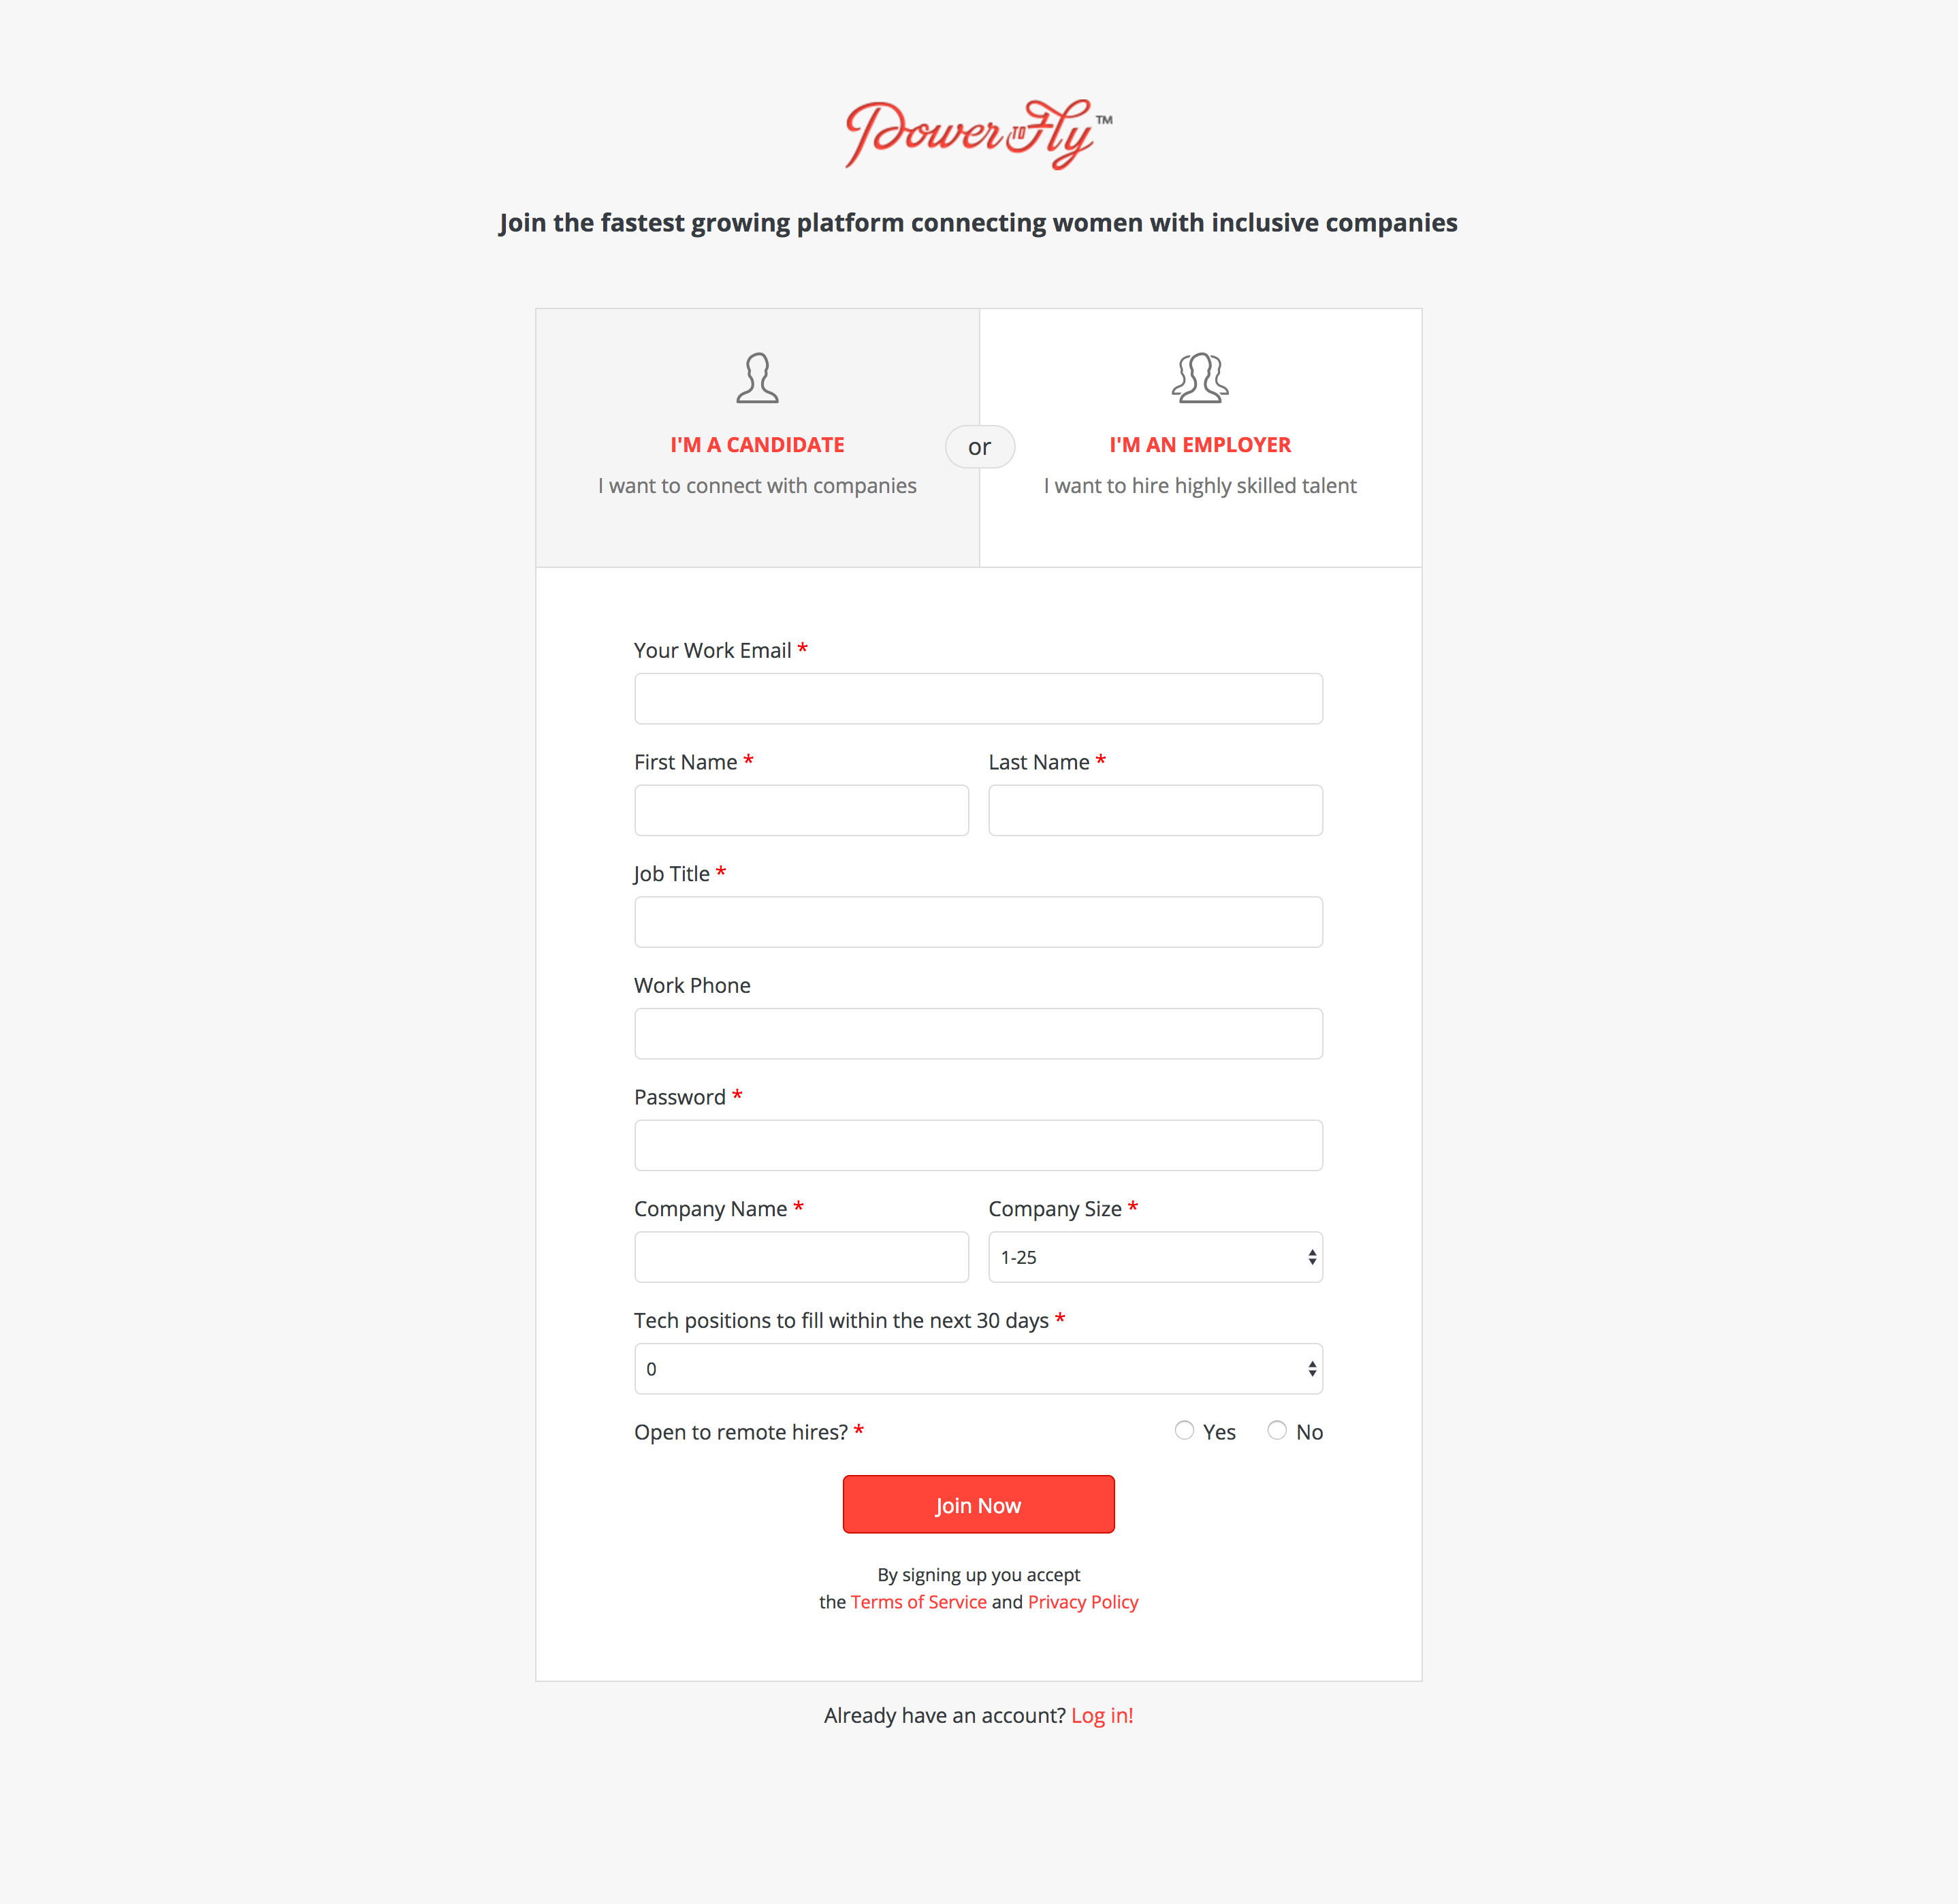 Power to Fly™
Join the fastest growing platform connecting women with inclusive companies
I'M A CANDIDATE
I want to connect with companies
or
I'M AN EMPLOYER
I want to hire highly skilled talent
Your Work Email *
First Name *
Last Name *
Job Title *
Work Phone
Password *
Company Name *
Company Size *
1-25
Tech positions to fill within the next 30 days *
0
Open to remote hires? *
Yes
No
Join Now
By signing up you accept
the Terms of Service and Privacy Policy
Already have an account? Log in!